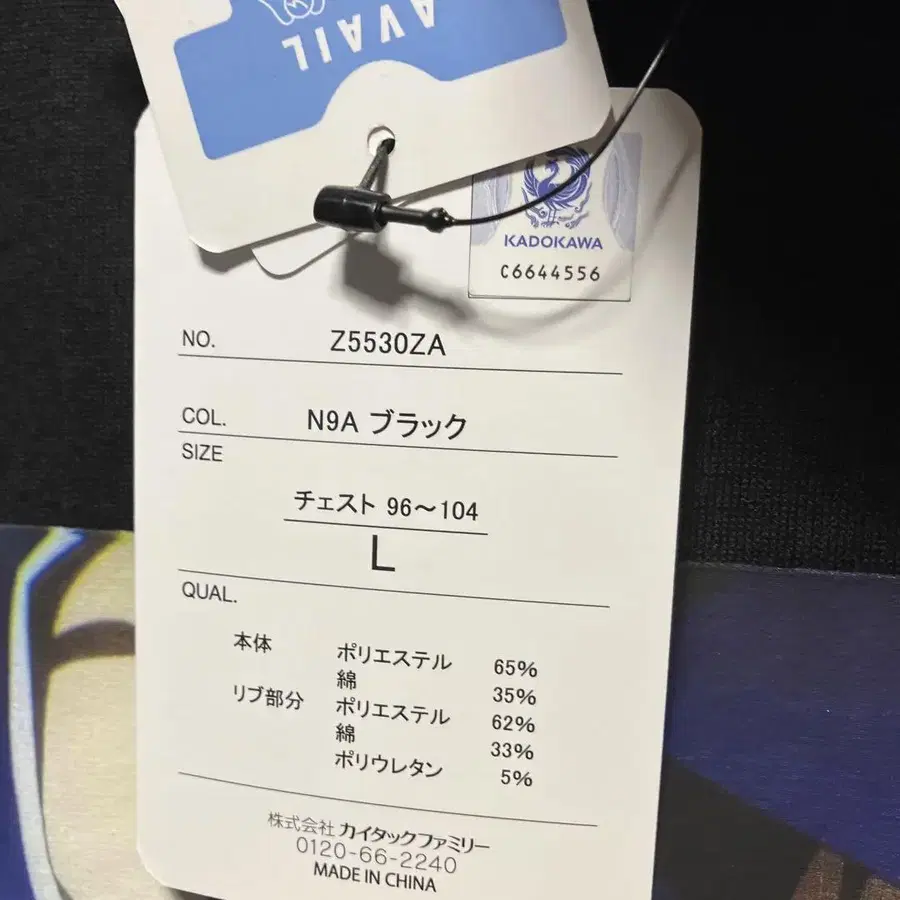 AVAIL
KADOKAWA
C6644556
NO. Z5530ZA
COL. N9A ブラック
SIZE
チェスト 96～104
L
QUAL.
本体 ポリエステル 65%
綿 35%
リブ部分 ポリエステル 62%
綿 33%
ポリウレタン 5%
株式会社 カイタックファミリー
0120-66-2240
MADE IN CHINA